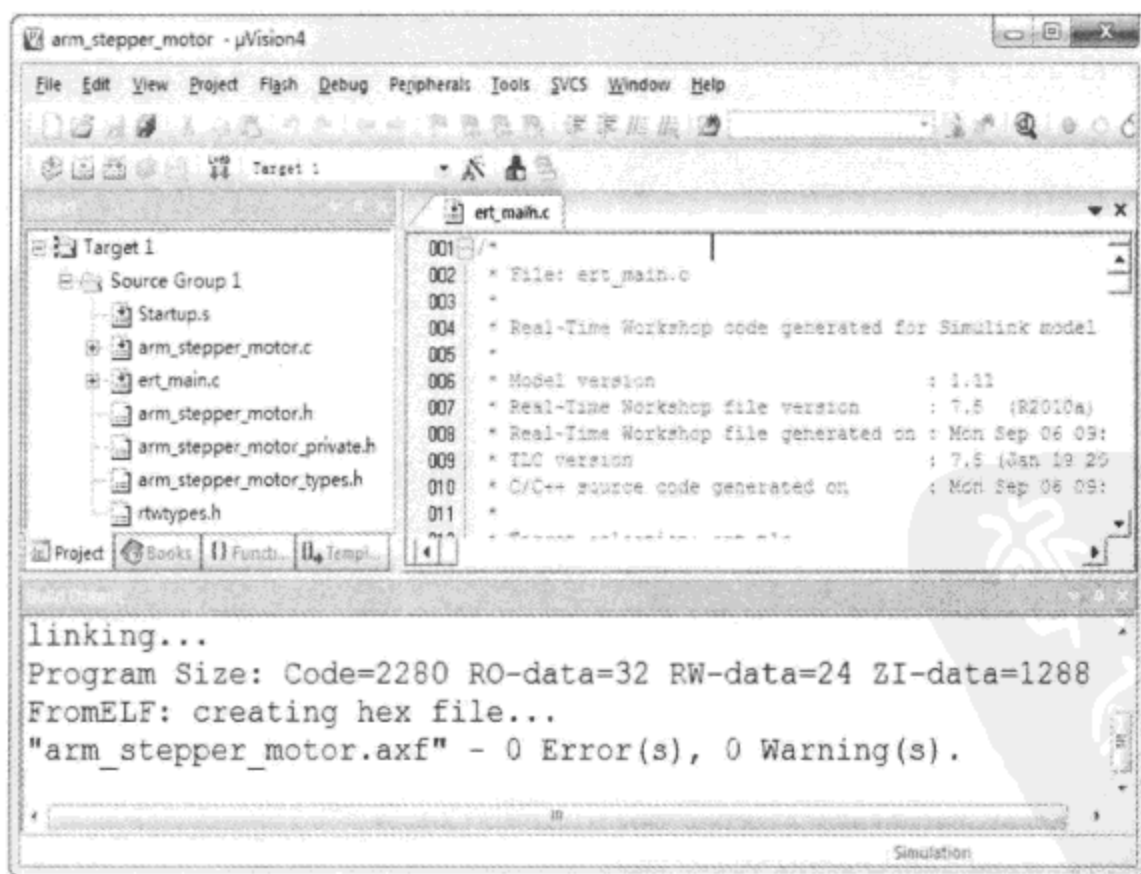 arm_stepper_motor - µVision4
File Edit View Project Flash Debug Peripherals Tools SVCS Window Help
Target 1
ert_main.c
Target 1
Source Group 1
Startup.s
arm_stepper_motor.c
ert_main.c
arm_stepper_motor.h
arm_stepper_motor_private.h
arm_stepper_motor_types.h
rtwtypes.h
Project Books {} Functi... Templ...
001 /*
002 * File: ert_main.c
003 *
004 * Real-Time Workshop code generated for Simulink model
005 *
006 * Model version : 1.11
007 * Real-Time Workshop file version : 7.5 (R2010a)
008 * Real-Time Workshop file generated on : Mon Sep 06 09:
009 * TLC version : 7.5 (Jan 19 20
010 * C/C++ source code generated on : Mon Sep 06 09:
011 *
Build Output
linking...
Program Size: Code=2280 RO-data=32 RW-data=24 ZI-data=1288
FromELF: creating hex file...
"arm_stepper_motor.axf" - 0 Error(s), 0 Warning(s).
Simulation